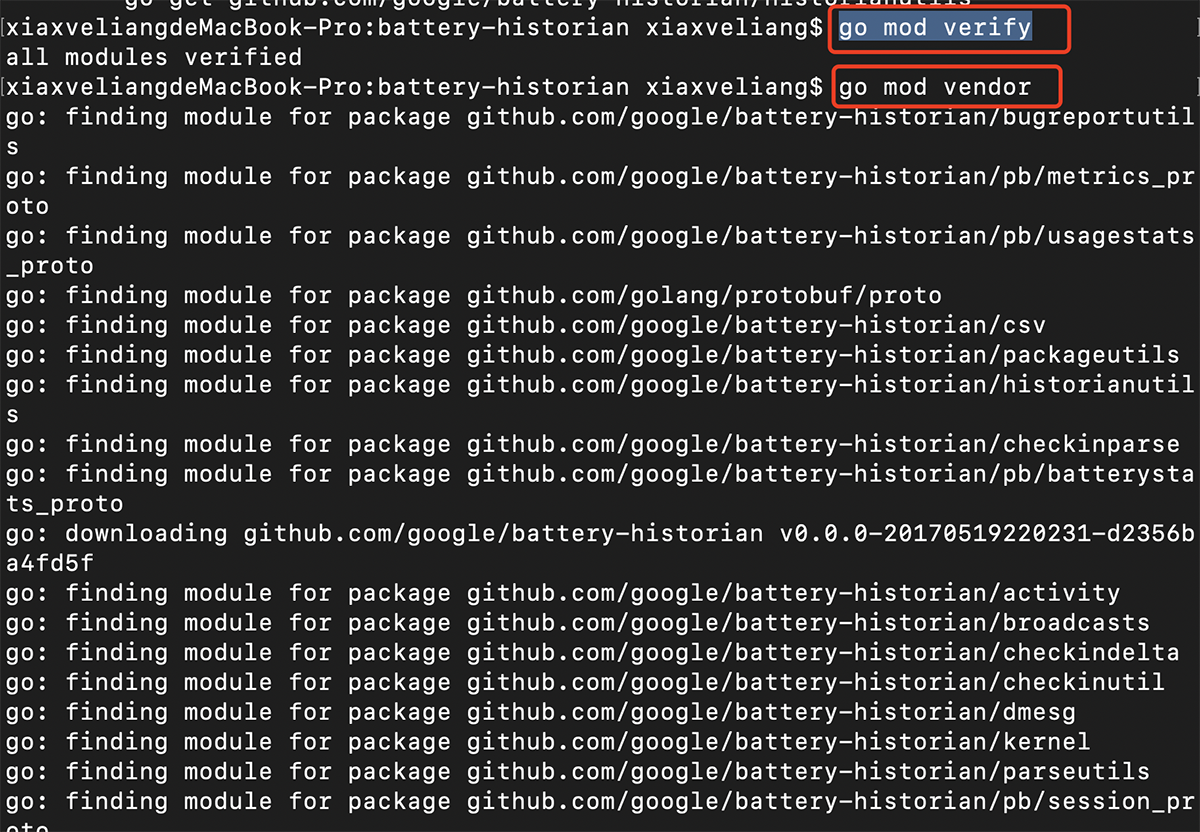 go get github.com/google/battery-historian/historianutils
[xiaxveliangdeMacBook-Pro:battery-historian xiaxveliang$ go mod verify ]
all modules verified
[xiaxveliangdeMacBook-Pro:battery-historian xiaxveliang$ go mod vendor ]
go: finding module for package github.com/google/battery-historian/bugreportutil
s
go: finding module for package github.com/google/battery-historian/pb/metrics_pr
oto
go: finding module for package github.com/google/battery-historian/pb/usagestats
_proto
go: finding module for package github.com/golang/protobuf/proto
go: finding module for package github.com/google/battery-historian/csv
go: finding module for package github.com/google/battery-historian/packageutils
go: finding module for package github.com/google/battery-historian/historianutil
s
go: finding module for package github.com/google/battery-historian/checkinparse
go: finding module for package github.com/google/battery-historian/pb/batterysta
ts_proto
go: downloading github.com/google/battery-historian v0.0.0-20170519220231-d2356b
a4fd5f
go: finding module for package github.com/google/battery-historian/activity
go: finding module for package github.com/google/battery-historian/broadcasts
go: finding module for package github.com/google/battery-historian/checkindelta
go: finding module for package github.com/google/battery-historian/checkinutil
go: finding module for package github.com/google/battery-historian/dmesg
go: finding module for package github.com/google/battery-historian/kernel
go: finding module for package github.com/google/battery-historian/parseutils
go: finding module for package github.com/google/battery-historian/pb/session_pr
oto